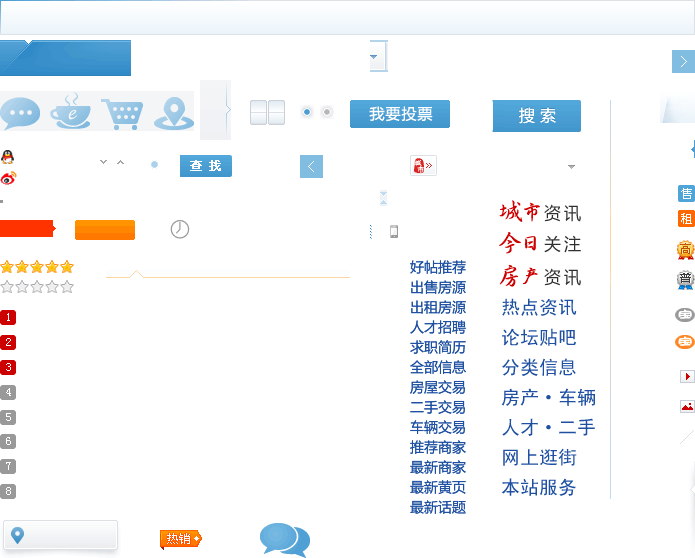 我要投票
搜 索
查 找
城市资讯
今日关注
房产资讯
热点资讯
论坛贴吧
分类信息
房产·车辆
人才·二手
网上逛街
本站服务
好帖推荐
出售房源
出租房源
人才招聘
求职简历
全部信息
房屋交易
二手交易
车辆交易
推荐商家
最新商家
最新黄页
最新话题
售
租
高
普
1
2
3
4
5
6
7
8
热销